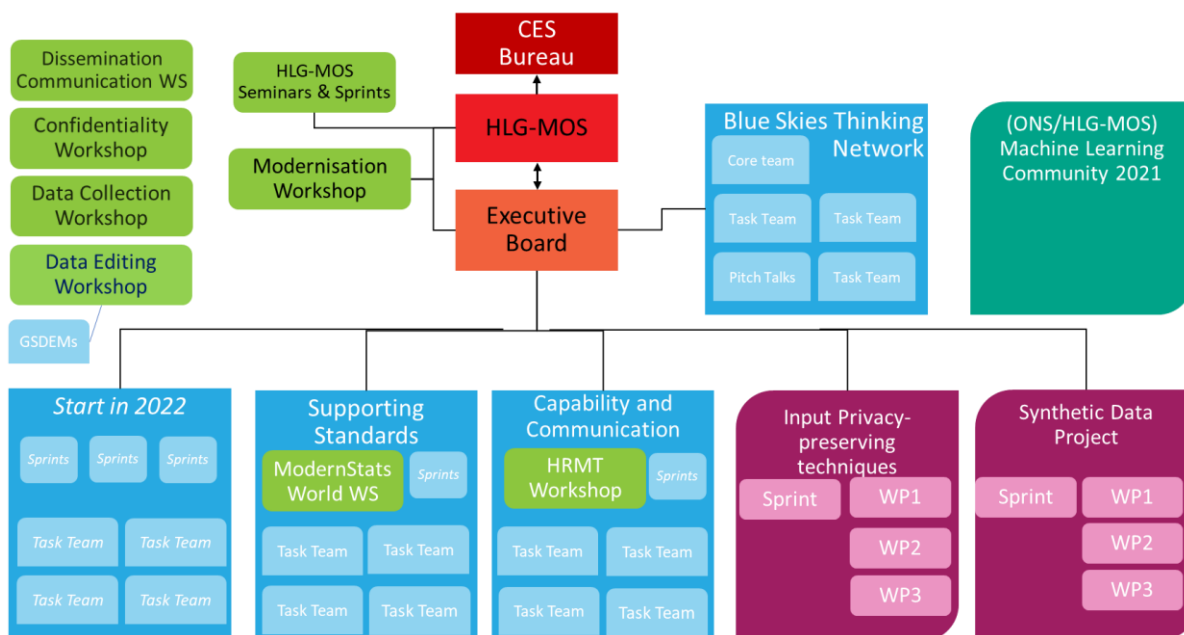 CES
Bureau
Dissemination
Communication WS
HLG-MOS
Seminars & Sprints
Confidentiality
Workshop
HLG-MOS
Modernisation
Workshop
Data Collection
Workshop
Executive
Board
Data Editing
Workshop
GSDEMs
Blue Skies Thinking
Network
Core team
Task Team
Task Team
Pitch Talks
Task Team
(ONS/HLG-MOS)
Machine Learning
Community 2021
Start in 2022
Sprints
Sprints
Sprints
Task Team
Task Team
Task Team
Task Team
Supporting
Standards
ModernStats
World WS
Sprints
Task Team
Task Team
Task Team
Task Team
Capability and
Communication
HRMT
Workshop
Sprints
Task Team
Task Team
Task Team
Task Team
Input Privacy-
preserving
techniques
Sprint
WP1
WP2
WP3
Synthetic Data
Project
Sprint
WP1
WP2
WP3